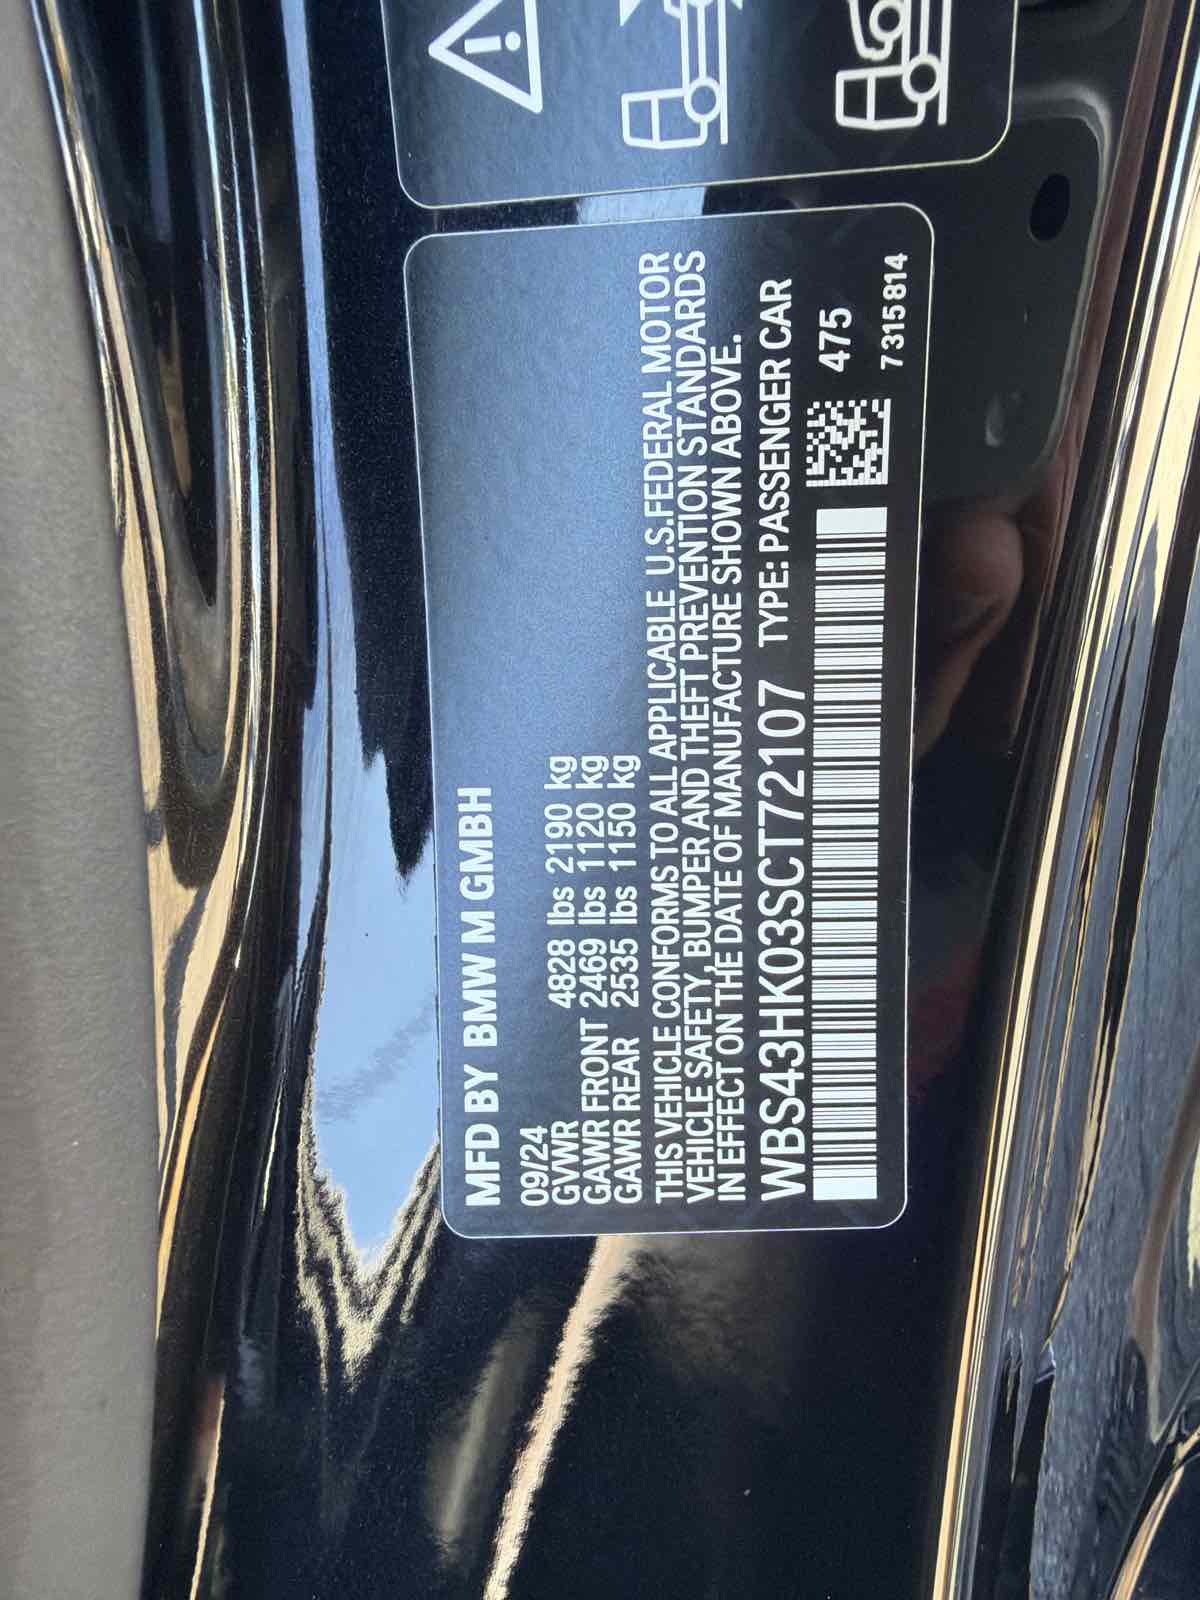 MFD BY BMW M GMBH
09/24
GVWR 4828 lbs 2190 kg
GAWR FRONT 2469 lbs 1120 kg
GAWR REAR 2535 lbs 1150 kg
THIS VEHICLE CONFORMS TO ALL APPLICABLE U.S.FEDERAL MOTOR
VEHICLE SAFETY, BUMPER AND THEFT PREVENTION STANDARDS
IN EFFECT ON THE DATE OF MANUFACTURE SHOWN ABOVE.
WBS43HK03SCT72107 TYPE: PASSENGER CAR
475
7315814